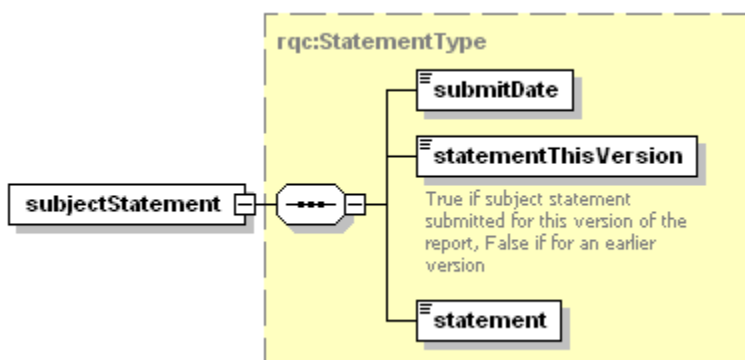 rqc:StatementType
submitDate
statementThisVersion
True if subject statement
submitted for this version of the
report, False if for an earlier
version
subjectStatement
statement